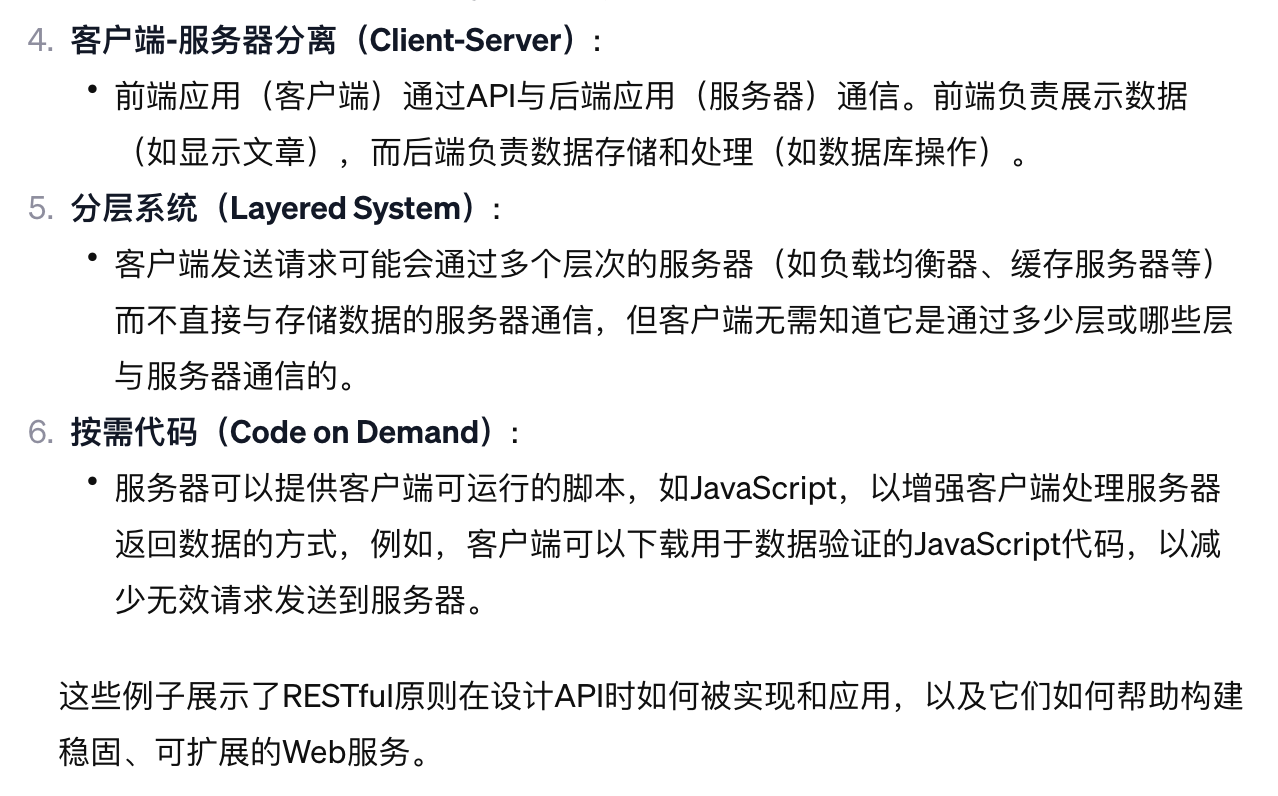 4. 客户端-服务器分离（Client-Server）:
• 前端应用（客户端）通过API与后端应用（服务器）通信。前端负责展示数据
（如显示文章），而后端负责数据存储和处理（如数据库操作）。
5. 分层系统（Layered System）:
• 客户端发送请求可能会通过多个层次的服务器（如负载均衡器、缓存服务器等）
而不直接与存储数据的服务器通信，但客户端无需知道它是通过多少层或哪些层
与服务器通信的。
6. 按需代码（Code on Demand）:
• 服务器可以提供客户端可运行的脚本，如JavaScript，以增强客户端处理服务器
返回数据的方式，例如，客户端可以下载用于数据验证的JavaScript代码，以减
少无效请求发送到服务器。
这些例子展示了RESTful原则在设计API时如何被实现和应用，以及它们如何帮助构建
稳固、可扩展的Web服务。